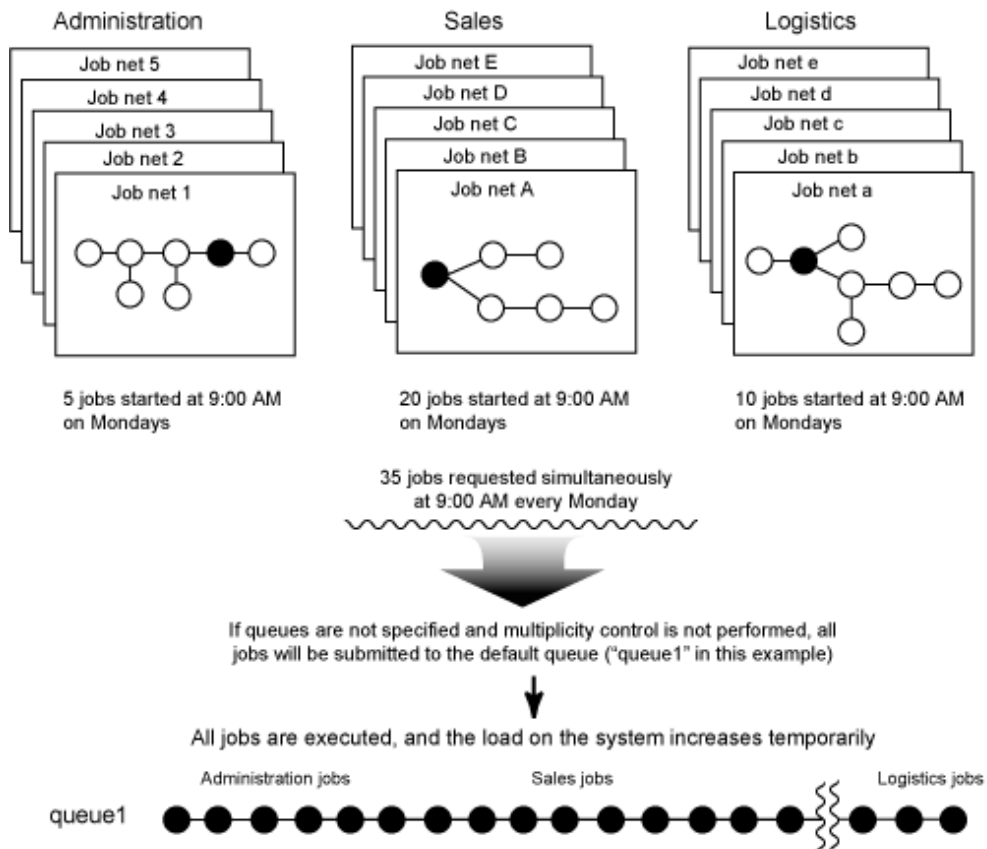 Administration
Sales
Logistics
Job net 5
Job net 4
Job net 3
Job net 2
Job net 1
Job net E
Job net D
Job net C
Job net B
Job net A
Job net e
Job net d
Job net c
Job net b
Job net a
5 jobs started at 9:00 AM
on Mondays
20 jobs started at 9:00 AM
on Mondays
10 jobs started at 9:00 AM
on Mondays
35 jobs requested simultaneously
at 9:00 AM every Monday
If queues are not specified and multiplicity control is not performed, all
jobs will be submitted to the default queue (“queue1” in this example)
All jobs are executed, and the load on the system increases temporarily
Administration jobs
Sales jobs
Logistics jobs
queue1